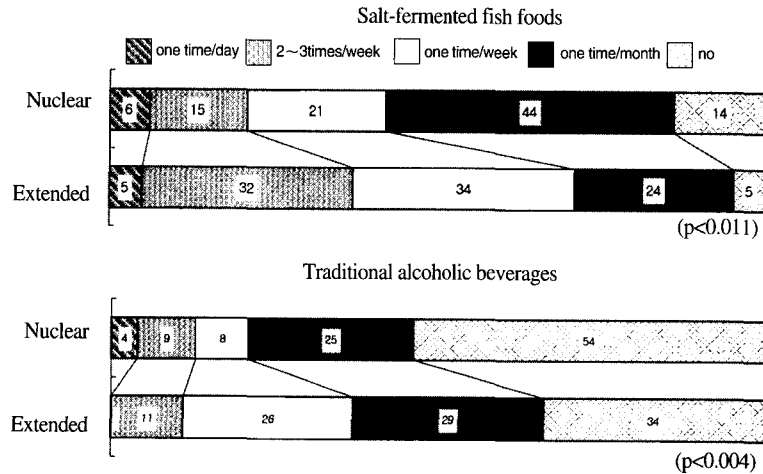 Salt-fermented fish foods
one time/day 2~3times/week one time/week one time/month no
Nuclear 6 15 21 44 14
Extended 5 32 34 24 5
(p<0.011)
Traditional alcoholic beverages
Nuclear 4 9 8 25 54
Extended 11 26 29 34
(p<0.004)